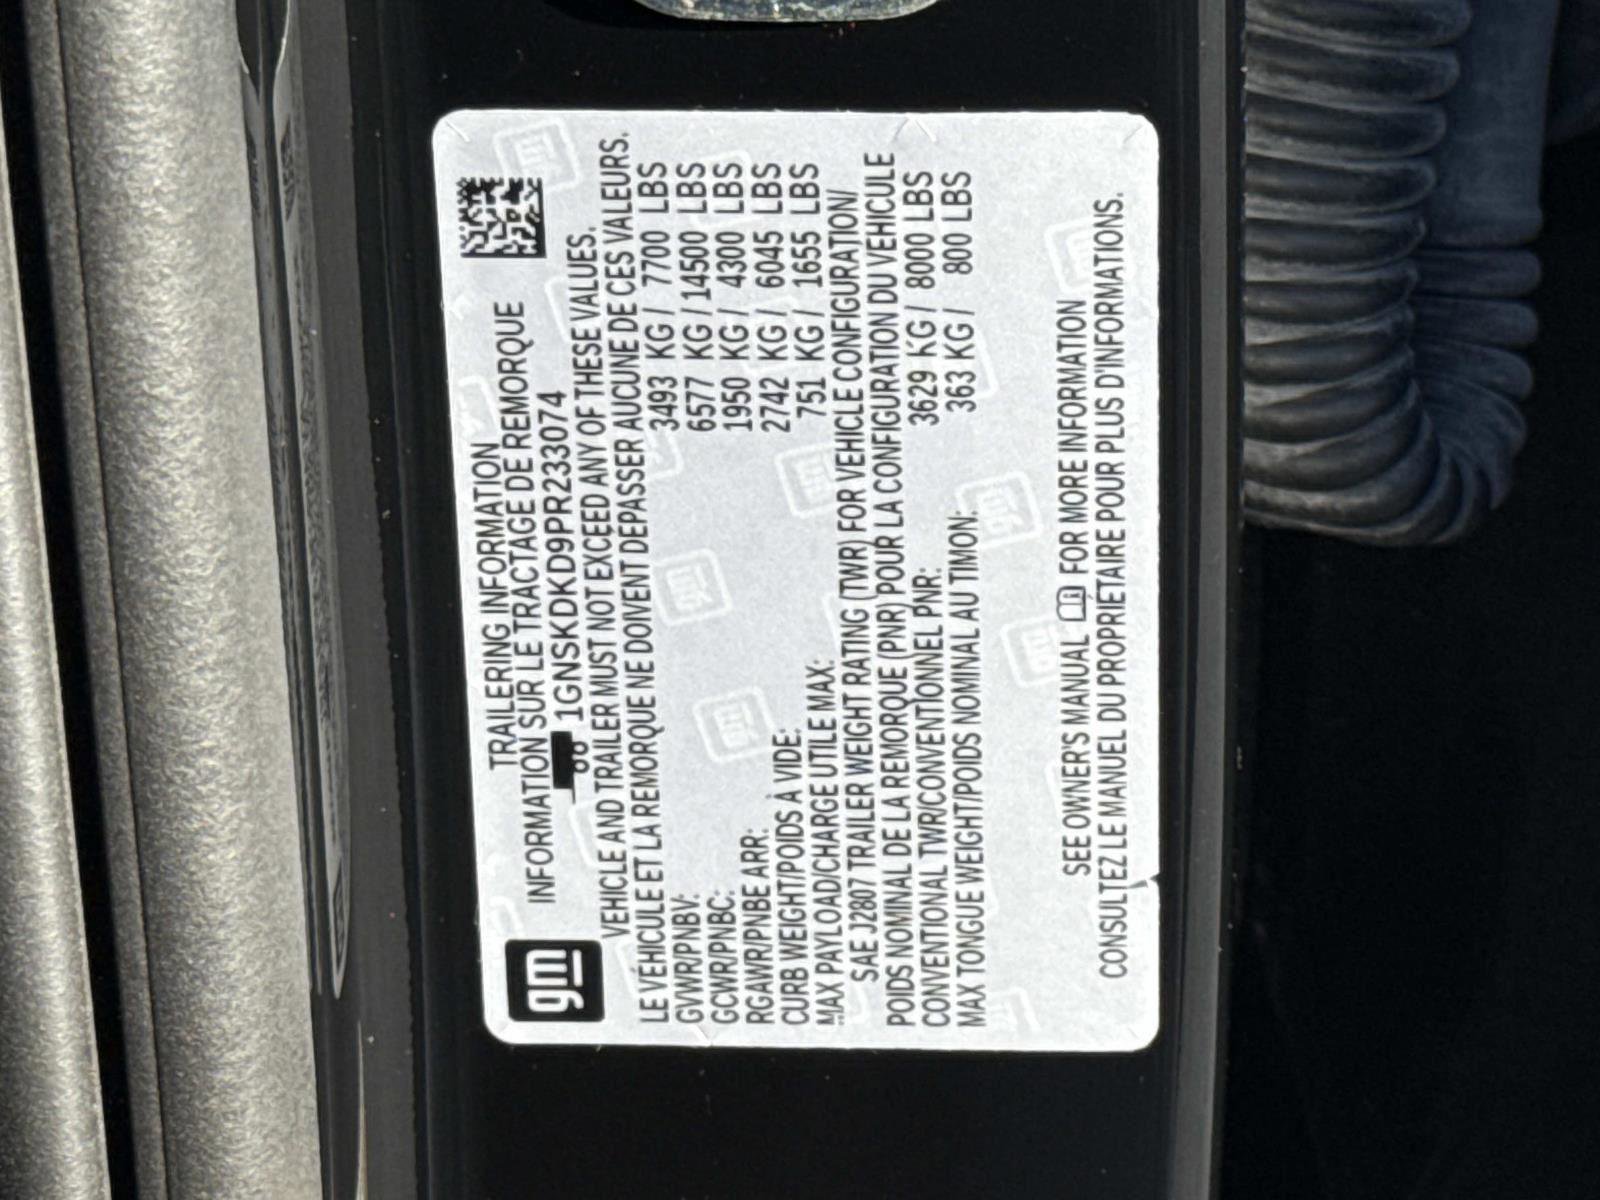 gm
TRAILERING INFORMATION
INFORMATION SUR LE TRACTAGE DE REMORQUE
1GNSKDKD9PR233074
VEHICLE AND TRAILER MUST NOT EXCEED ANY OF THESE VALUES.
LE VÉHICULE ET LA REMORQUE NE DOIVENT DEPASSER AUCUNE DE CES VALEURS.
GVWR/PNBV: 3493 KG / 7700 LBS
GCWR/PNBC: 6577 KG / 14500 LBS
RGAWR/PNBE ARR: 1950 KG / 4300 LBS
CURB WEIGHT/POIDS À VIDE: 2742 KG / 6045 LBS
MAX PAYLOAD/CHARGE UTILE MAX: 751 KG / 1655 LBS
SAE J2807 TRAILER WEIGHT RATING (TWR) FOR VEHICLE CONFIGURATION/
POIDS NOMINAL DE LA REMORQUE (PNR) POUR LA CONFIGURATION DU VEHICULE
CONVENTIONAL TWR/CONVENTIONNEL PNR: 3629 KG / 8000 LBS
MAX TONGUE WEIGHT/POIDS NOMINAL AU TIMON: 363 KG / 800 LBS
SEE OWNER'S MANUAL FOR MORE INFORMATION
CONSULTEZ LE MANUEL DU PROPRIÉTAIRE POUR PLUS D'INFORMATIONS.